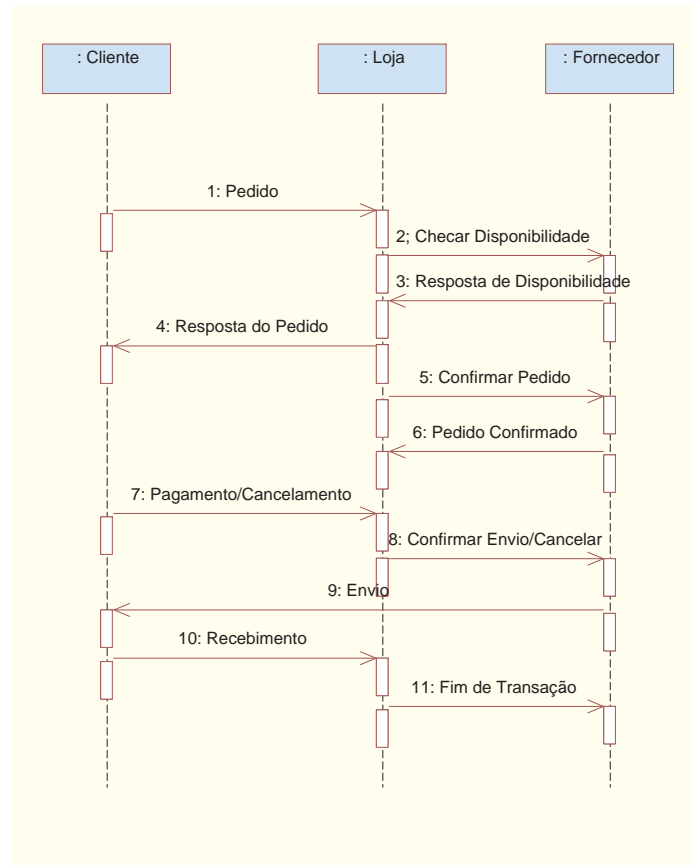 : Cliente
: Loja
: Fornecedor
1: Pedido
2; Checar Disponibilidade
3: Resposta de Disponibilidade
4: Resposta do Pedido
5: Confirmar Pedido
6: Pedido Confirmado
7: Pagamento/Cancelamento
8: Confirmar Envio/Cancelar
9: Envio
10: Recebimento
11: Fim de Transação